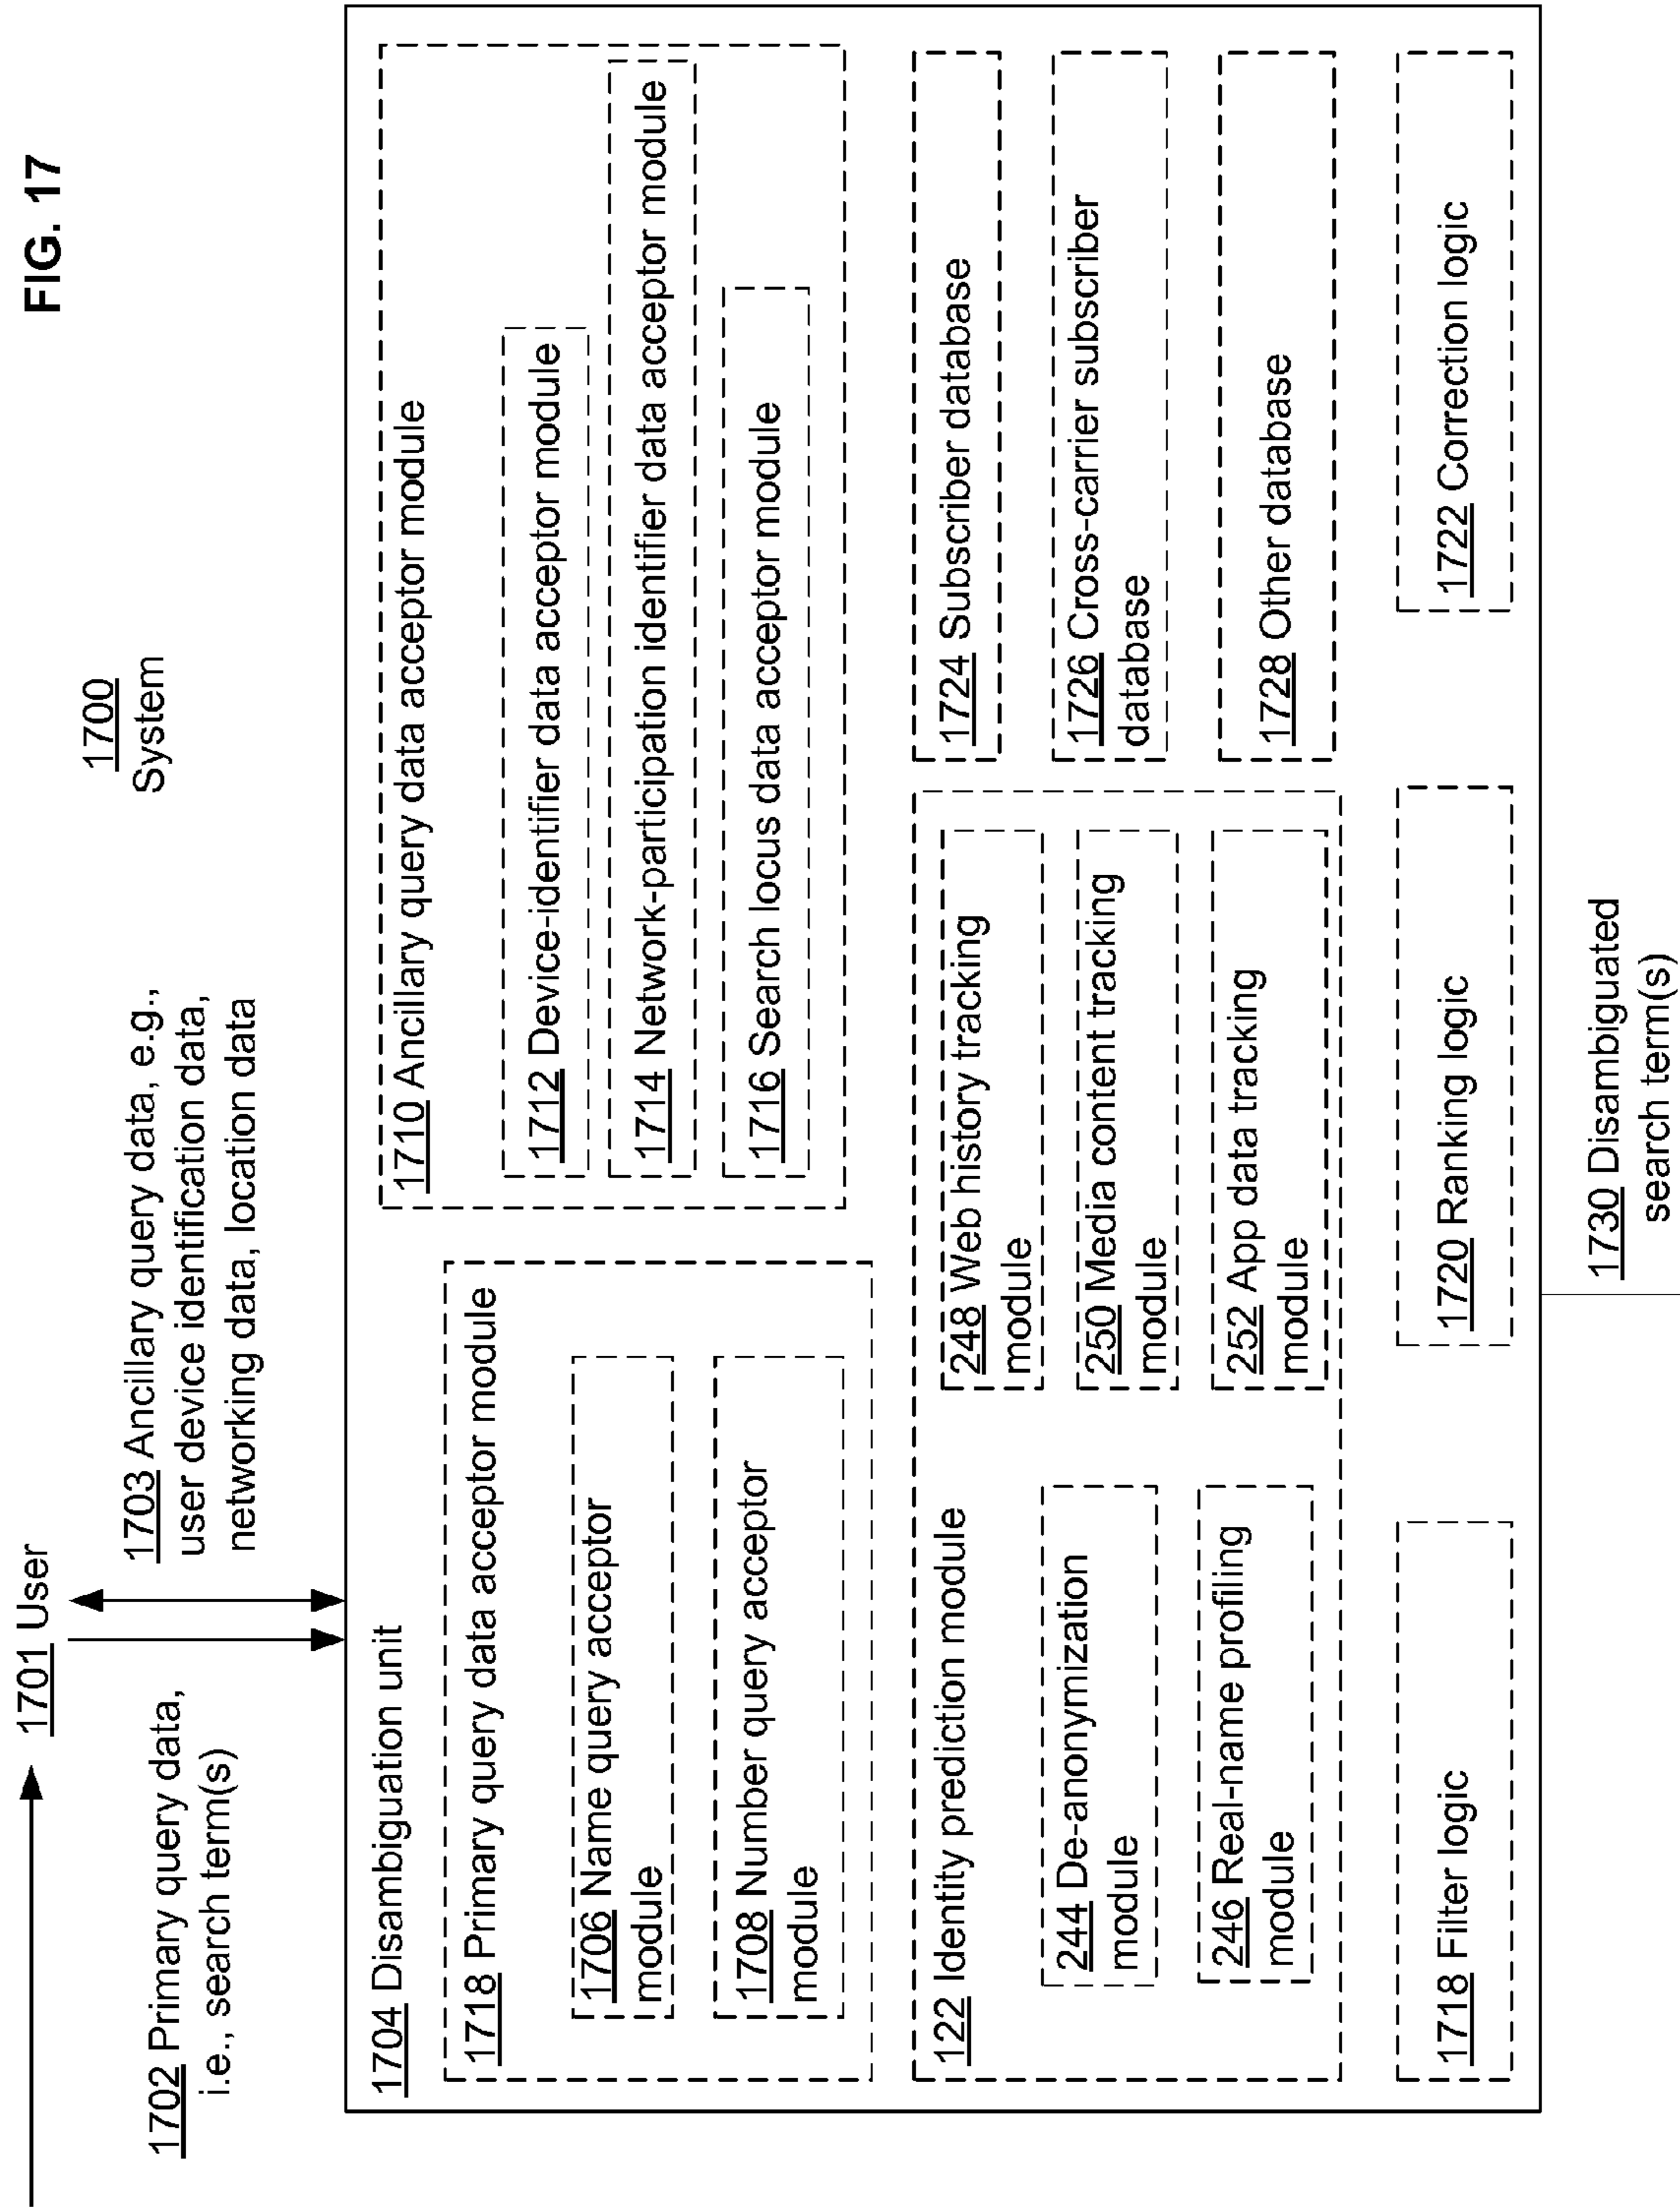 FIG. 17
1700
System
1701 User
1702 Primary query data,
i.e., search term(s)
1703 Ancillary query data, e.g.,
user device identification data,
networking data, location data
1704 Disambiguation unit
1718 Primary query data acceptor module
1706 Name query acceptor
module
1708 Number query acceptor
module
1710 Ancillary query data acceptor module
1712 Device-identifier data acceptor module
1714 Network-participation identifier data acceptor module
1716 Search locus data acceptor module
122 Identity prediction module
244 De-anonymization
module
246 Real-name profiling
module
248 Web history tracking
module
250 Media content tracking
module
252 App data tracking
module
1724 Subscriber database
1726 Cross-carrier subscriber
database
1728 Other database
1718 Filter logic
1720 Ranking logic
1722 Correction logic
1730 Disambiguated
search term(s)